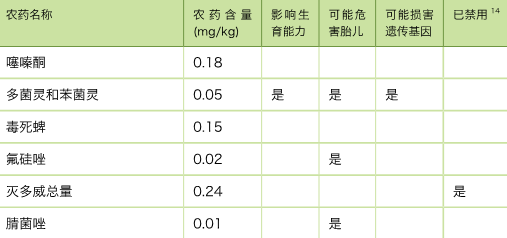 农药名称 农药含量 (mg/kg) 影响生育能力 可能危害胎儿 可能损害遗传基因 已禁用 14
噻嗪酮 0.18
多菌灵和苯菌灵 0.05 是 是 是
毒死蜱 0.15
氟硅唑 0.02 是
灭多威总量 0.24 是
腈菌唑 0.01 是